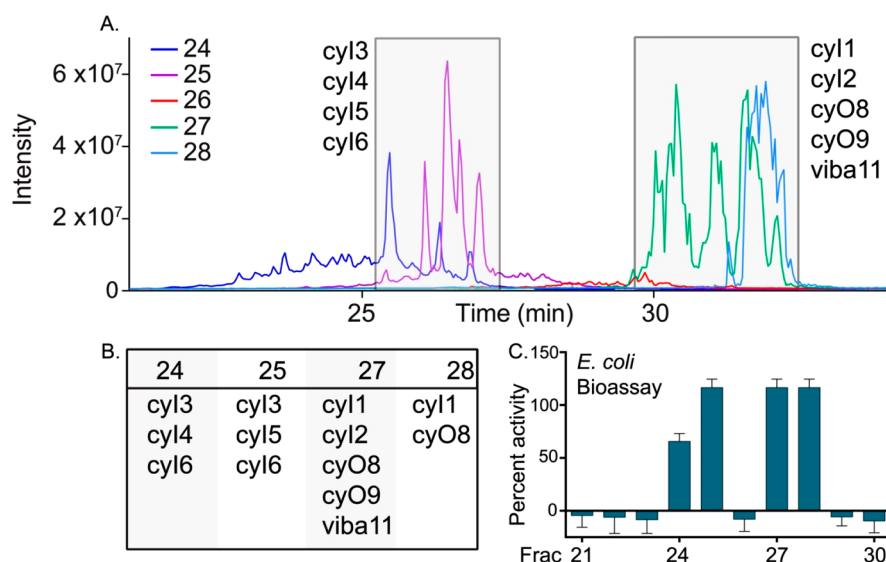 A.
24
25
26
27
28
cyI3
cyI4
cyI5
cyI6
cyI1
cyI2
cyO8
cyO9
viba11
Intensity
6 x10⁷
4 x10⁷
2 x10⁷
0
25
30
Time (min)
B.
24 25 27 28
cyI3 cyI3 cyI1 cyI1
cyI4 cyI5 cyI2 cyO8
cyI6 cyI6 cyO8
cyO9
viba11
C.
E. coli
Bioassay
Percent activity
150
100
50
0
Frac 21 24 27 30